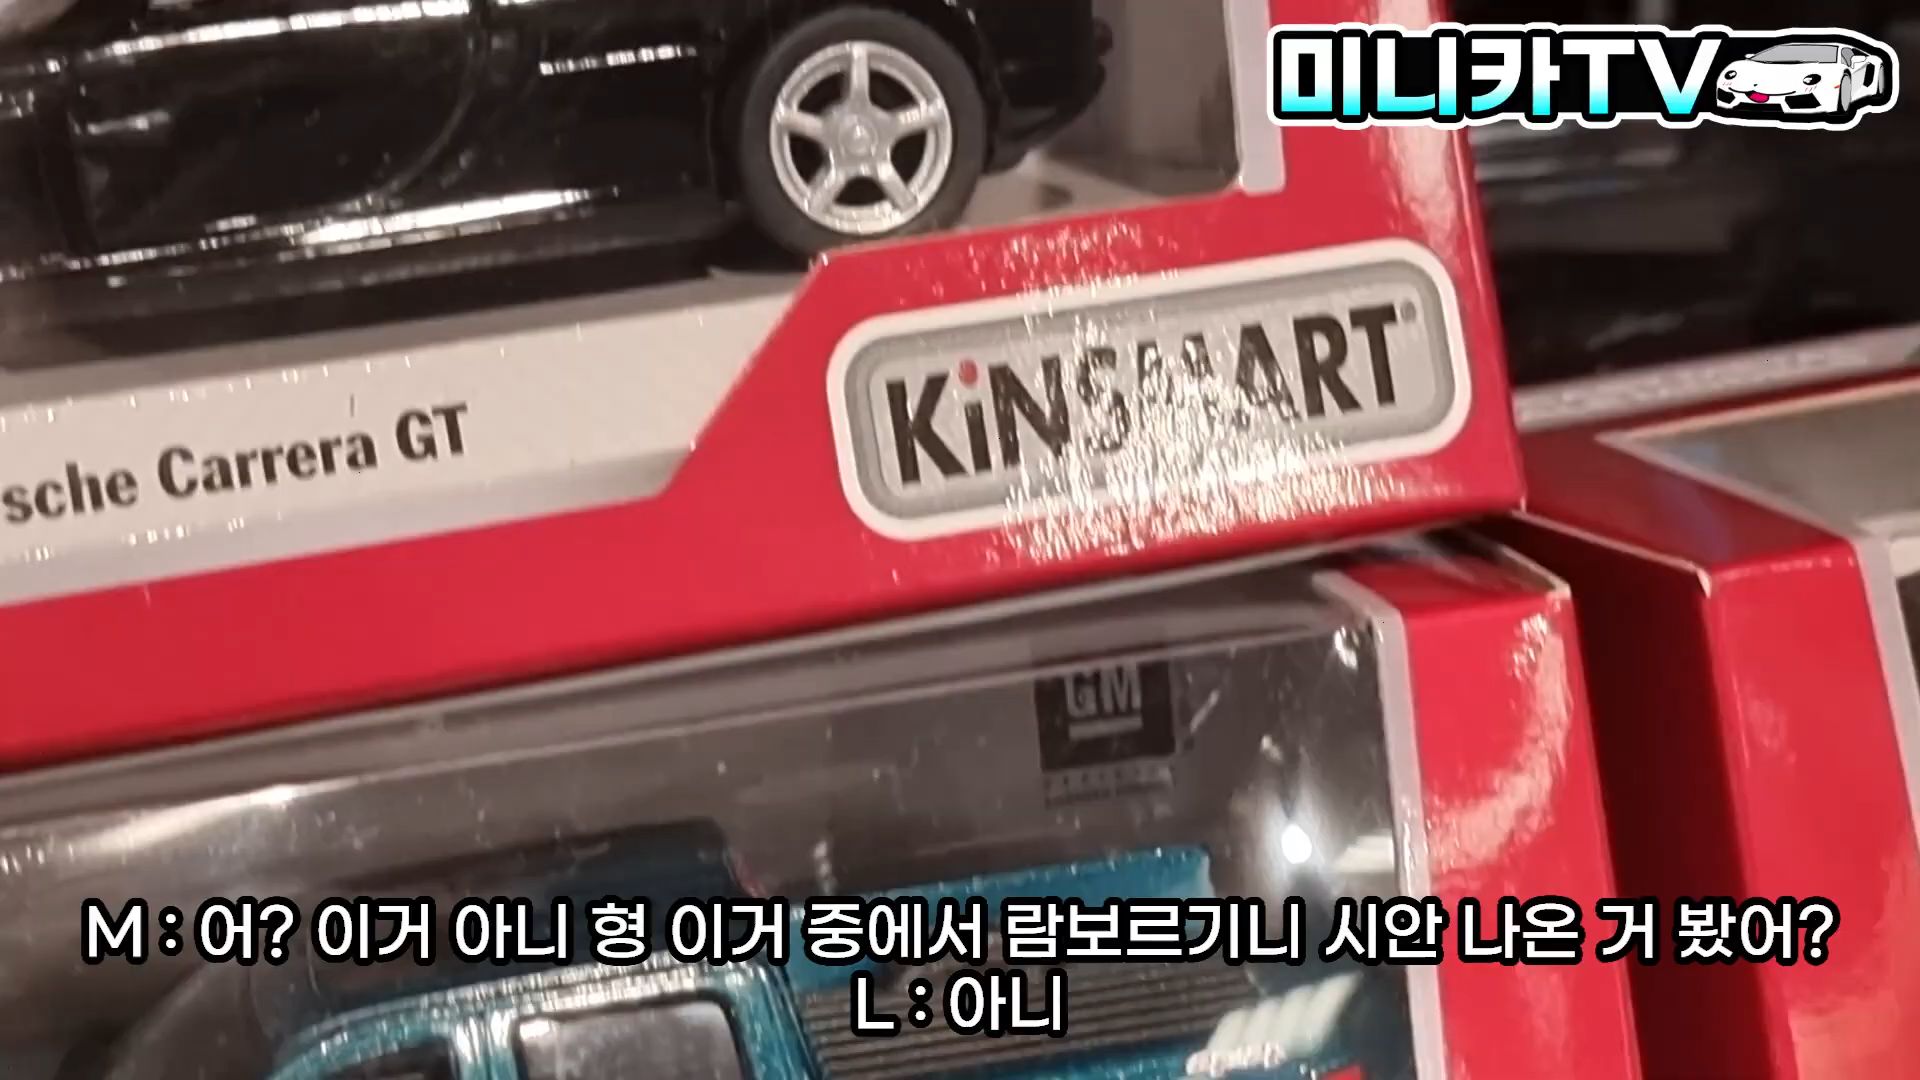 미니카TV
KiNSMART
sche Carrera GT
GM
M : 어? 이거 아니 형 이거 중에서 람보르기니 시안 나온 거 봤어?
L : 아니